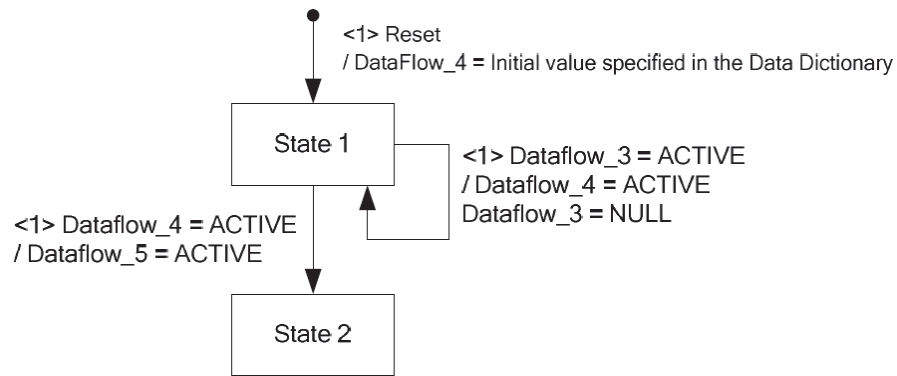 <1> Reset
/ DataFlow_4 = Initial value specified in the Data Dictionary
State 1
<1> Dataflow_3 = ACTIVE
/ Dataflow_4 = ACTIVE
Dataflow_3 = NULL
<1> Dataflow_4 = ACTIVE
/ Dataflow_5 = ACTIVE
State 2